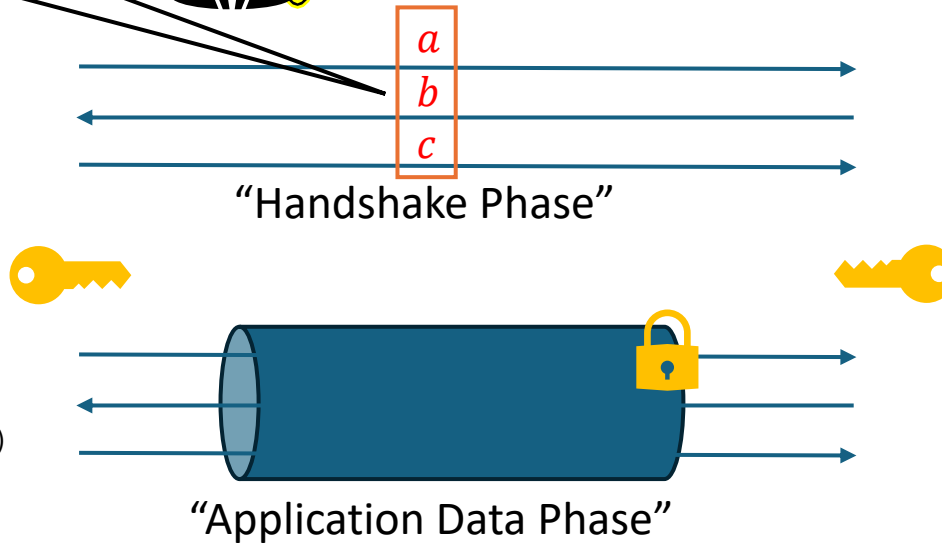 a
b
c
“Handshake Phase”
)
“Application Data Phase”